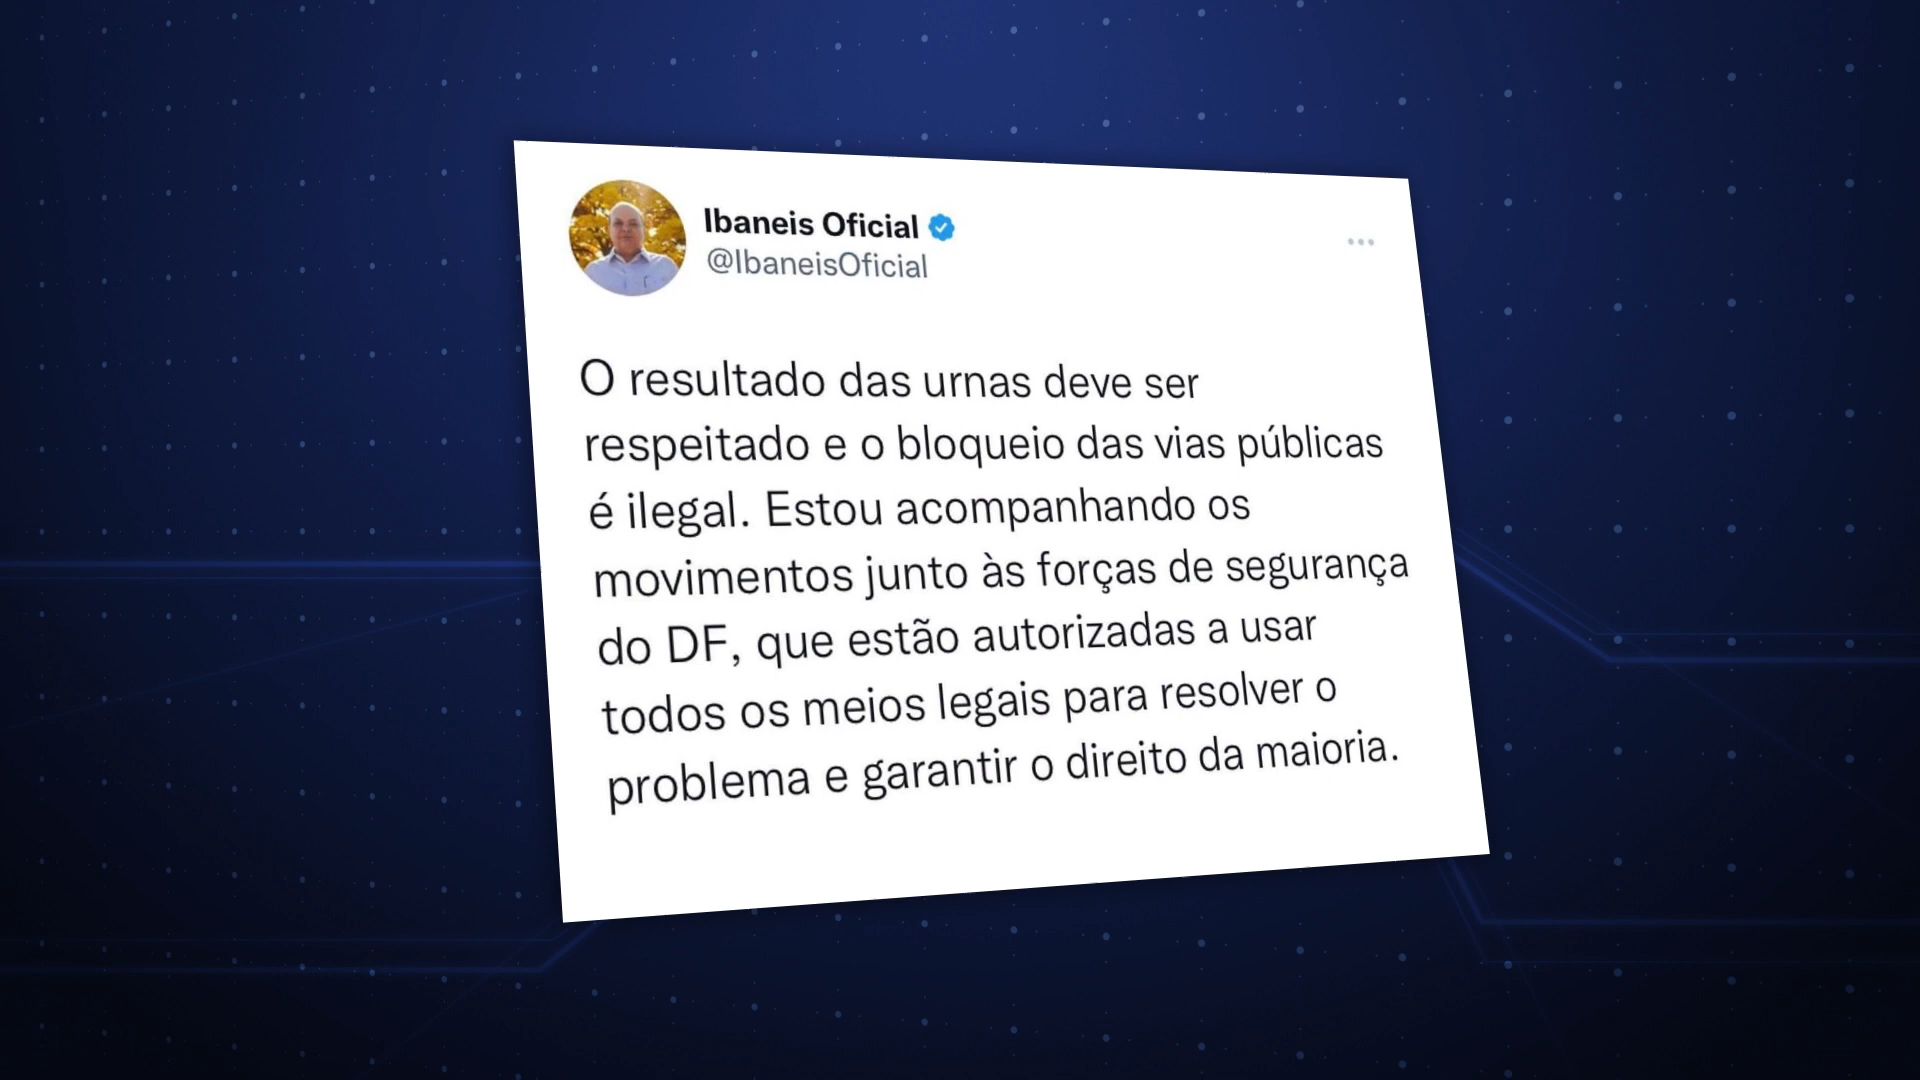 Ibaneis Oficial
@IbaneisOficial
O resultado das urnas deve ser
respeitado e o bloqueio das vias públicas
é ilegal. Estou acompanhando os
movimentos junto às forças de segurança
do DF, que estão autorizadas a usar
todos os meios legais para resolver o
problema e garantir o direito da maioria.